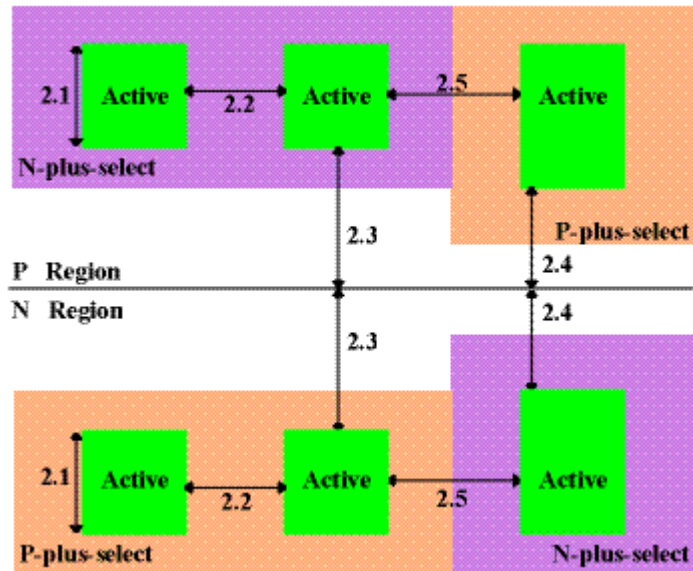 2.1
Active
2.2
Active
2.5
Active
N-plus-select
2.3
P-plus-select
2.4
P Region
N Region
2.4
2.3
2.1
Active
2.2
Active
2.5
Active
P-plus-select
N-plus-select